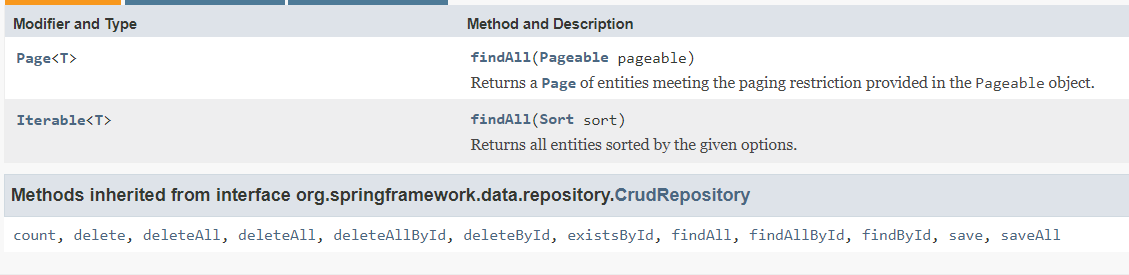 Modifier and Type Method and Description
Page<T> findAll(Pageable pageable)
Returns a Page of entities meeting the paging restriction provided in the Pageable object.
Iterable<T> findAll(Sort sort)
Returns all entities sorted by the given options.
Methods inherited from interface org.springframework.data.repository.CrudRepository
count, delete, deleteAll, deleteAll, deleteAllById, deleteById, existsById, findAll, findAllById, findById, save, saveAll